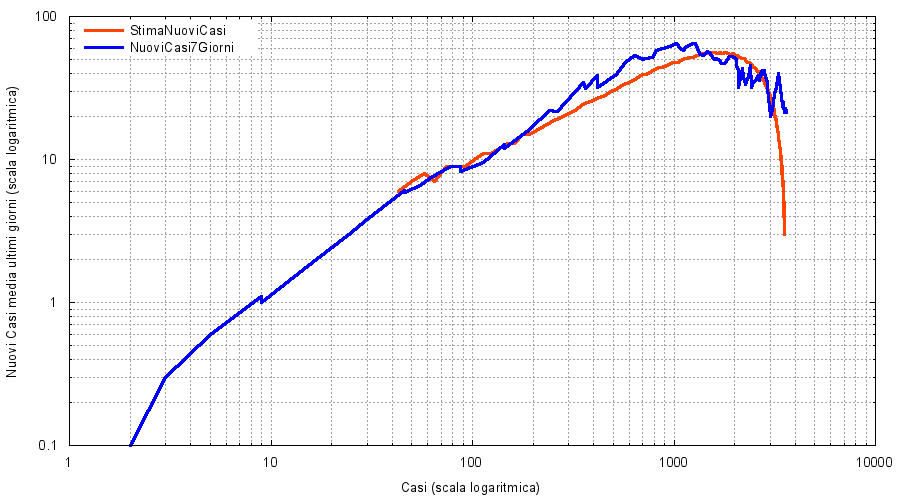 100
StimaNuoviCasi
NuoviCasi7Giorni
10
1
0.1
Nuovi Casi media ultimi giorni (scala logaritmica)
1 10 100 1000 10000
Casi (scala logaritmica)